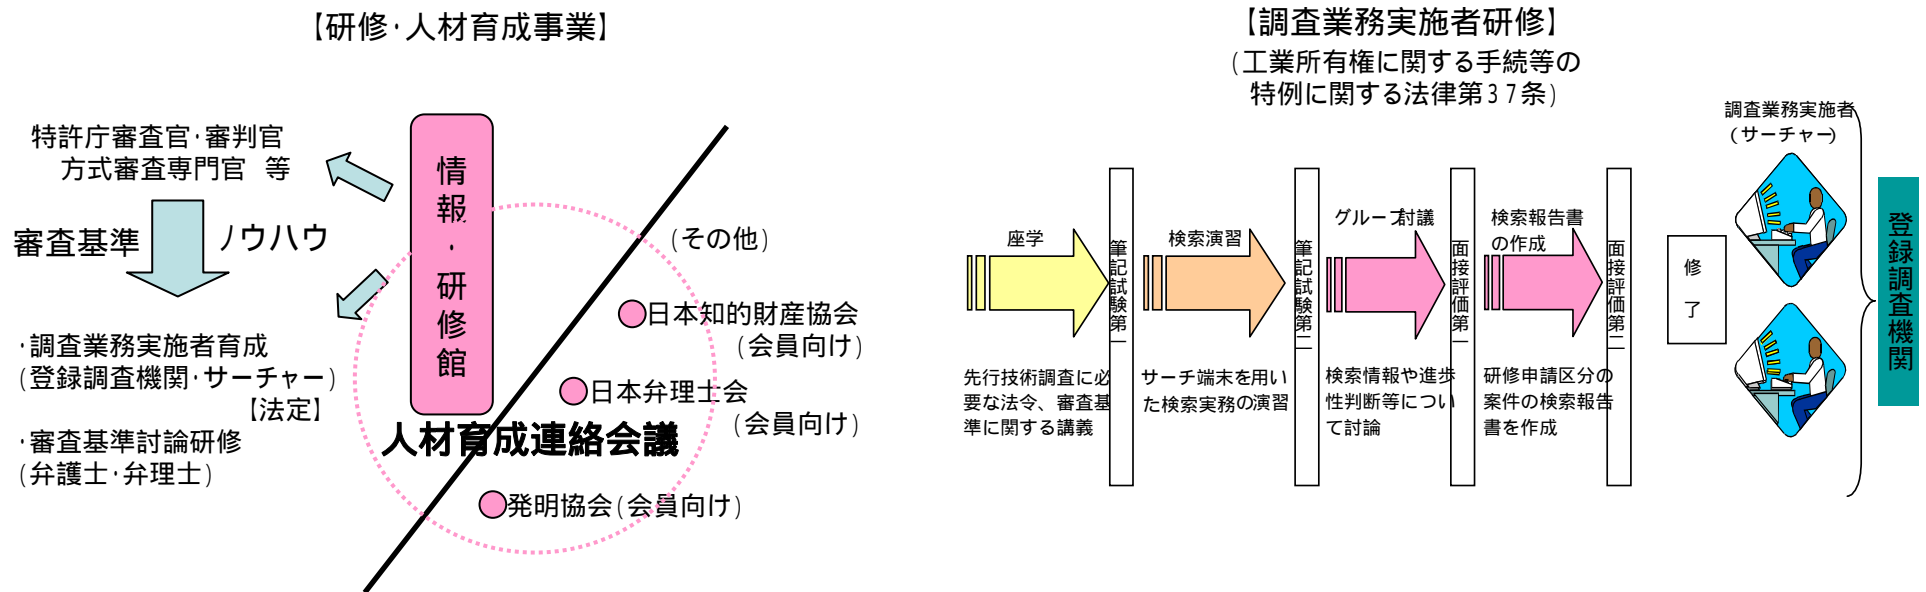 【研修・人材育成事業】
特許庁審査官・審判官
方式審査専門官　等
審査基準
ノウハウ
・調査業務実施者育成
(登録調査機関・サーチャー)
【法定】
・審査基準討論研修
(弁護士・弁理士)
情報・研修館
(その他)
日本知的財産協会
(会員向け)
日本弁理士会
(会員向け)
人材育成連絡会議
発明協会(会員向け)
【調査業務実施者研修】
(工業所有権に関する手続等の
特例に関する法律第37条)
座学
先行技術調査に必
要な法令、審査基
準に関する講義
筆記試験第一
検索演習
サーチ端末を用い
た検索実務の演習
筆記試験第二
グループ討議
検索情報や進歩
性判断等につい
て討論
面接評価第一
検索報告書
の作成
研修申請区分の
案件の検索報告
書を作成
面接評価第二
修了
調査業務実施者
(サーチャー)
登録調査機関